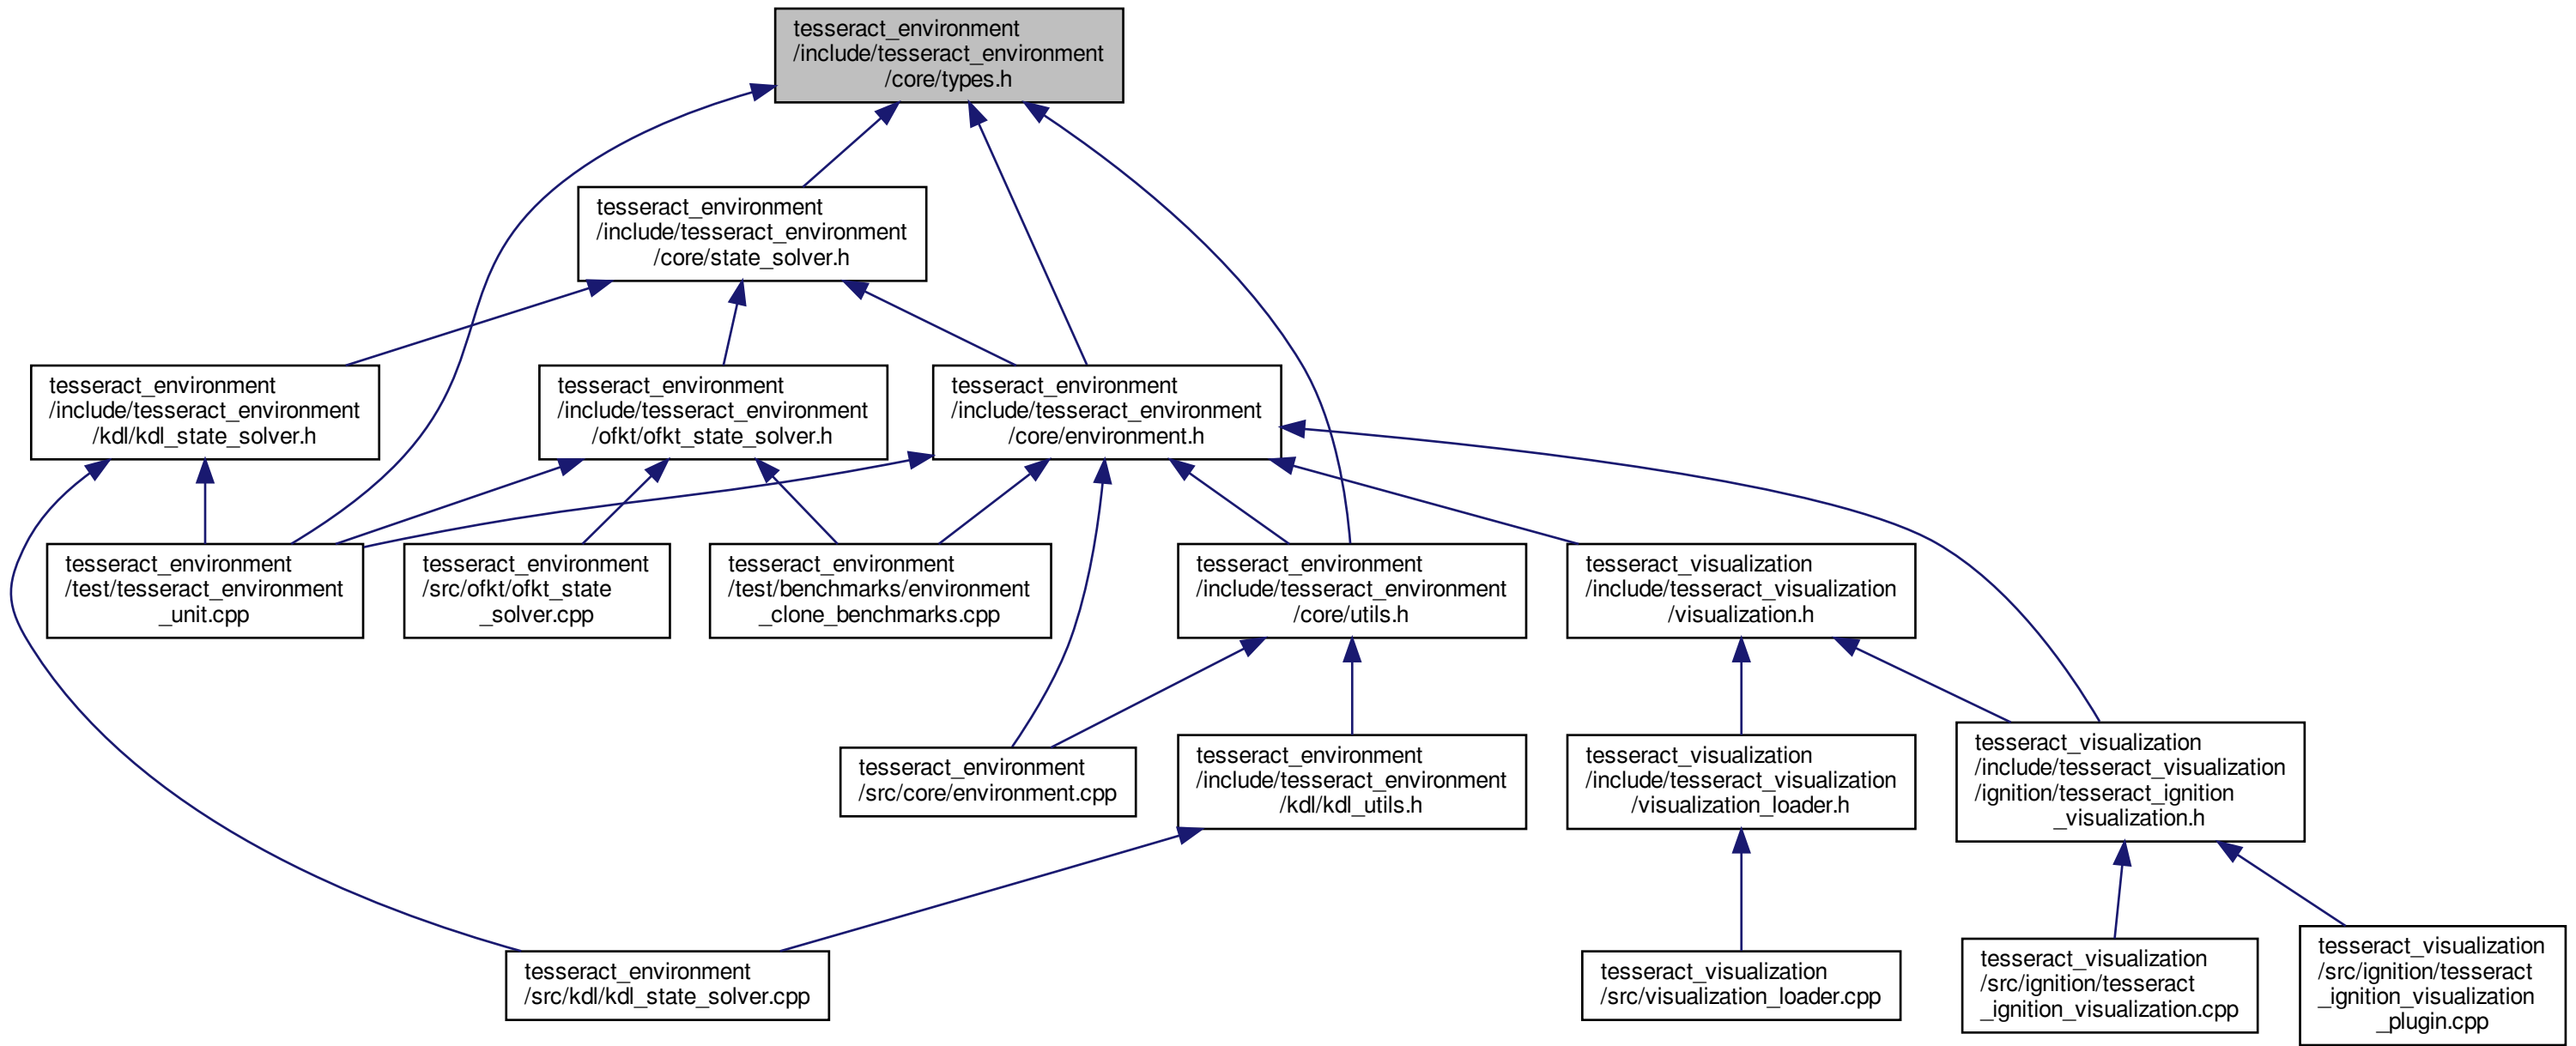 tesseract_environment
/include/tesseract_environment
/core/types.h
tesseract_environment
/include/tesseract_environment
/core/state_solver.h
tesseract_environment
/include/tesseract_environment
/kdl/kdl_state_solver.h
tesseract_environment
/include/tesseract_environment
/ofkt/ofkt_state_solver.h
tesseract_environment
/include/tesseract_environment
/core/environment.h
tesseract_environment
/test/tesseract_environment
_unit.cpp
tesseract_environment
/src/ofkt/ofkt_state
_solver.cpp
tesseract_environment
/test/benchmarks/environment
_clone_benchmarks.cpp
tesseract_environment
/include/tesseract_environment
/core/utils.h
tesseract_visualization
/include/tesseract_visualization
/visualization.h
tesseract_environment
/src/core/environment.cpp
tesseract_environment
/include/tesseract_environment
/kdl/kdl_utils.h
tesseract_visualization
/include/tesseract_visualization
/visualization_loader.h
tesseract_visualization
/include/tesseract_visualization
/ignition/tesseract_ignition
_visualization.h
tesseract_environment
/src/kdl/kdl_state_solver.cpp
tesseract_visualization
/src/visualization_loader.cpp
tesseract_visualization
/src/ignition/tesseract
_ignition_visualization.cpp
tesseract_visualization
/src/ignition/tesseract
_ignition_visualization
_plugin.cpp